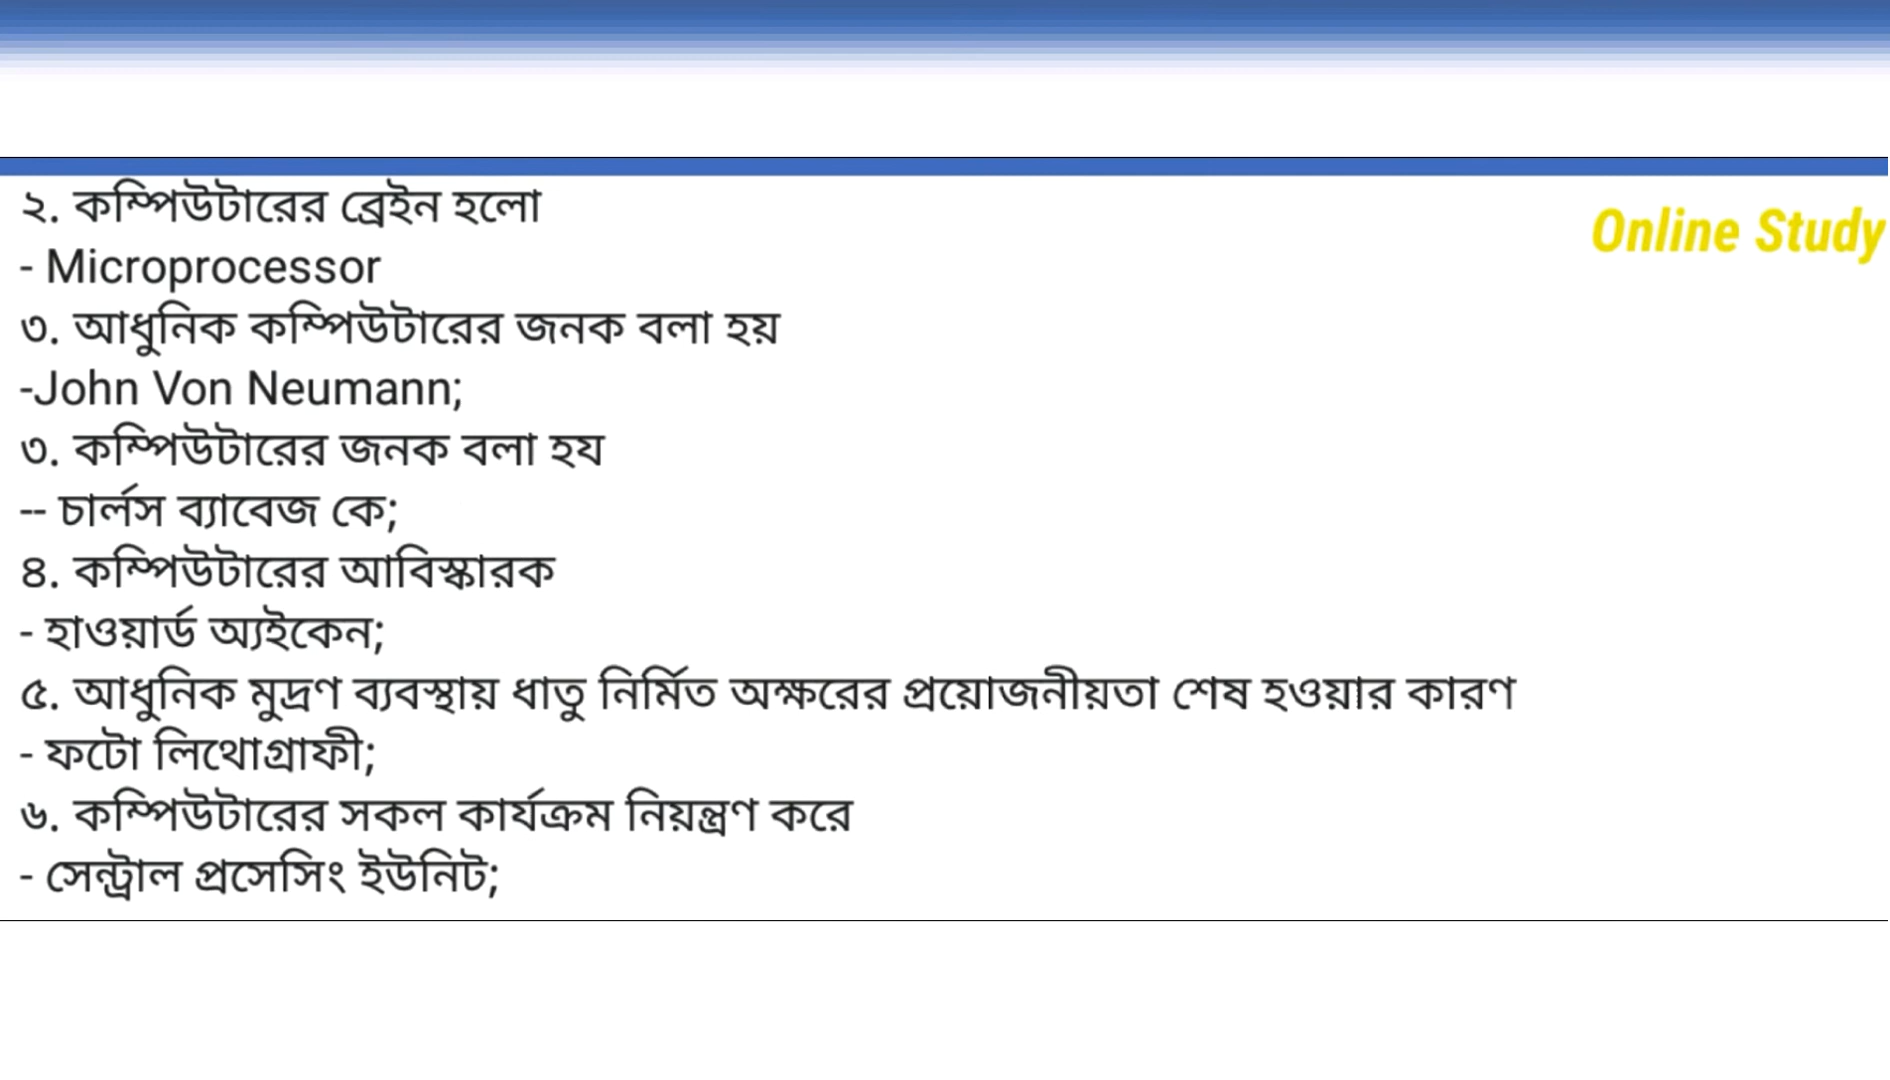 ২. কম্পিউটারের ব্রেইন হলো
Online Study
- Microprocessor
৩. আধুনিক কম্পিউটারের জনক বলা হয়
-John Von Neumann;
৩. কম্পিউটারের জনক বলা হয
-- চার্লস ব্যাবেজ কে;
৪. কম্পিউটারের আবিস্কারক
- হাওয়ার্ড অ্যইকেন;
৫. আধুনিক মুদ্রণ ব্যবস্থায় ধাতু নির্মিত অক্ষরের প্রয়োজনীয়তা শেষ হওয়ার কারণ
- ফটো লিথোগ্রাফী;
৬. কম্পিউটারের সকল কার্যক্রম নিয়ন্ত্রণ করে
- সেন্ট্রাল প্রসেসিং ইউনিট;